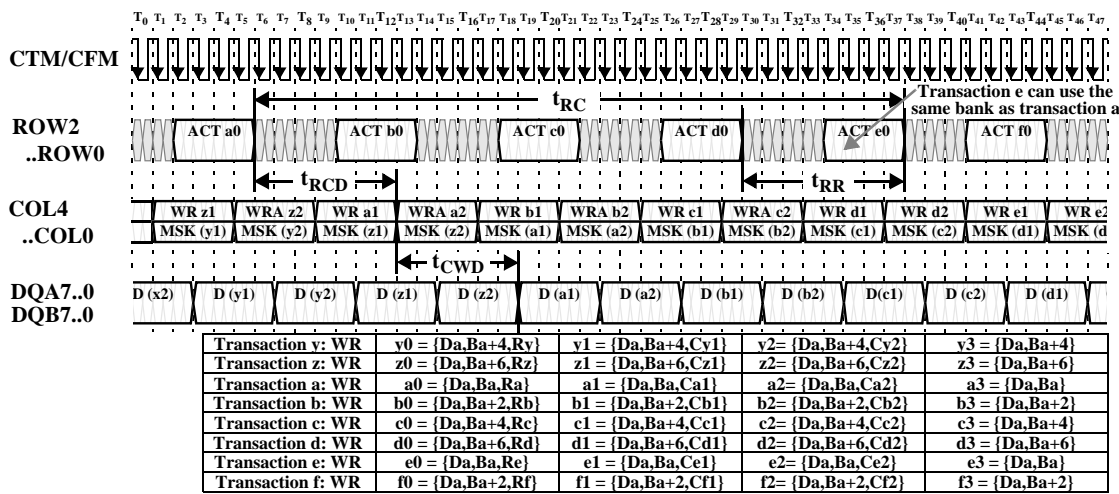 T0 T1 T2 T3 T4 T5 T6 T7 T8 T9 T10 T11 T12 T13 T14 T15 T16 T17 T18 T19 T20 T21 T22 T23 T24 T25 T26 T27 T28 T29 T30 T31 T32 T33 T34 T35 T36 T37 T38 T39 T40 T41 T42 T43 T44 T45 T46 T47
CTM/CFM
tRC
Transaction e can use the
same bank as transaction a
ROW2
..ROW0
ACT a0 ACT b0 ACT c0 ACT d0 ACT e0 ACT f0
tRCD tRR
COL4
..COL0
WR z1 WRA z2 WR a1 WRA a2 WR b1 WRA b2 WR c1 WRA c2 WR d1 WR d2 WR e1 WR e2
MSK (y1) MSK (y2) MSK (z1) MSK (z2) MSK (a1) MSK (a2) MSK (b1) MSK (b2) MSK (c1) MSK (c2) MSK (d1) MSK (d
tCWD
DQA7..0
DQB7..0
D (x2) D (y1) D (y2) D (z1) D (z2) D (a1) D (a2) D (b1) D (b2) D(c1) D (c2) D (d1)
Transaction y: WR y0 = {Da,Ba+4,Ry} y1 = {Da,Ba+4,Cy1} y2= {Da,Ba+4,Cy2} y3 = {Da,Ba+4}
Transaction z: WR z0 = {Da,Ba+6,Rz} z1 = {Da,Ba+6,Cz1} z2= {Da,Ba+6,Cz2} z3 = {Da,Ba+6}
Transaction a: WR a0 = {Da,Ba,Ra} a1 = {Da,Ba,Ca1} a2= {Da,Ba,Ca2} a3 = {Da,Ba}
Transaction b: WR b0 = {Da,Ba+2,Rb} b1 = {Da,Ba+2,Cb1} b2= {Da,Ba+2,Cb2} b3 = {Da,Ba+2}
Transaction c: WR c0 = {Da,Ba+4,Rc} c1 = {Da,Ba+4,Cc1} c2= {Da,Ba+4,Cc2} c3 = {Da,Ba+4}
Transaction d: WR d0 = {Da,Ba+6,Rd} d1 = {Da,Ba+6,Cd1} d2= {Da,Ba+6,Cd2} d3 = {Da,Ba+6}
Transaction e: WR e0 = {Da,Ba,Re} e1 = {Da,Ba,Ce1} e2= {Da,Ba,Ce2} e3 = {Da,Ba}
Transaction f: WR f0 = {Da,Ba+2,Rf} f1 = {Da,Ba+2,Cf1} f2= {Da,Ba+2,Cf2} f3 = {Da,Ba+2}